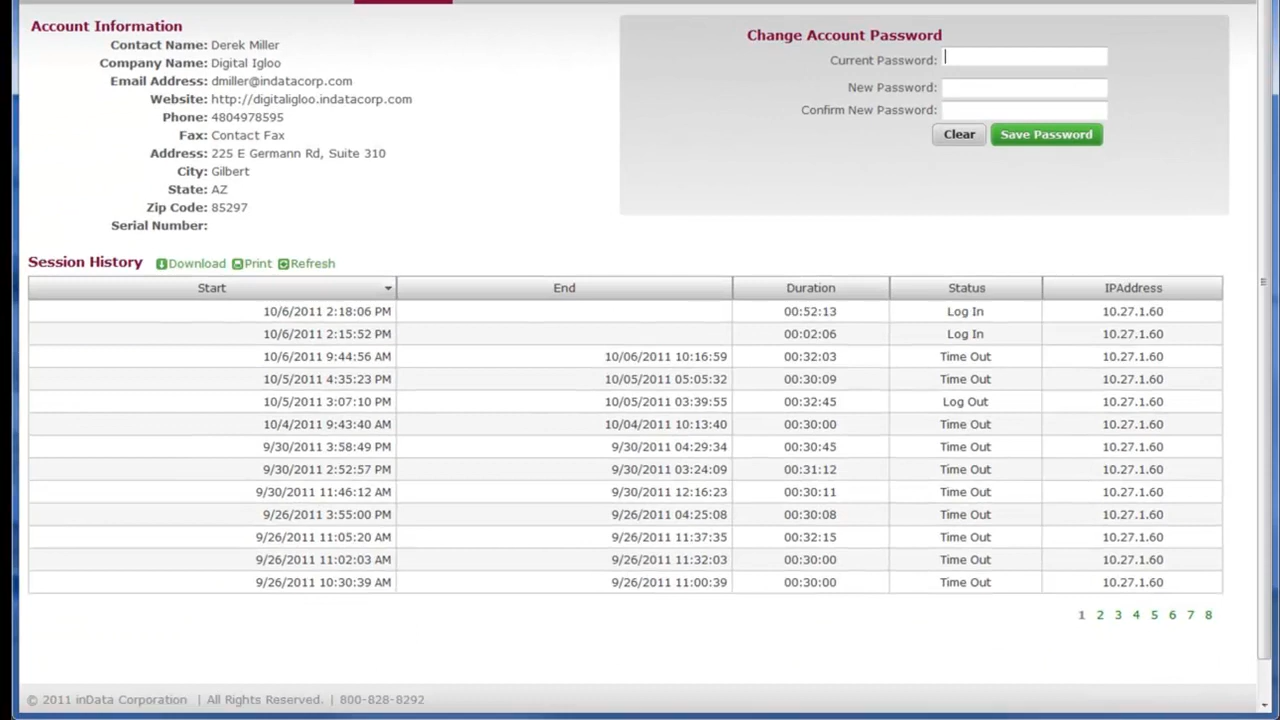 Account Information
Contact Name: Derek Miller
Company Name: Digital Igloo
Email Address: dmiller@indatacorp.com
Website: http://digitaligloo.indatacorp.com
Phone: 4804978595
Fax: Contact Fax
Address: 225 E Germann Rd, Suite 310
City: Gilbert
State: AZ
Zip Code: 85297
Serial Number:
Change Account Password
Current Password:
New Password:
Confirm New Password:
Clear Save Password
Session History Download Print Refresh
Start End Duration Status IPAddress
10/6/2011 2:18:06 PM 00:52:13 Log In 10.27.1.60
10/6/2011 2:15:52 PM 00:02:06 Log In 10.27.1.60
10/6/2011 9:44:56 AM 10/06/2011 10:16:59 00:32:03 Time Out 10.27.1.60
10/5/2011 4:35:23 PM 10/05/2011 05:05:32 00:30:09 Time Out 10.27.1.60
10/5/2011 3:07:10 PM 10/05/2011 03:39:55 00:32:45 Log Out 10.27.1.60
10/4/2011 9:43:40 AM 10/04/2011 10:13:40 00:30:00 Time Out 10.27.1.60
9/30/2011 3:58:49 PM 9/30/2011 04:29:34 00:30:45 Time Out 10.27.1.60
9/30/2011 2:52:57 PM 9/30/2011 03:24:09 00:31:12 Time Out 10.27.1.60
9/30/2011 11:46:12 AM 9/30/2011 12:16:23 00:30:11 Time Out 10.27.1.60
9/26/2011 3:55:00 PM 9/26/2011 04:25:08 00:30:08 Time Out 10.27.1.60
9/26/2011 11:05:20 AM 9/26/2011 11:37:35 00:32:15 Time Out 10.27.1.60
9/26/2011 11:02:03 AM 9/26/2011 11:32:03 00:30:00 Time Out 10.27.1.60
9/26/2011 10:30:39 AM 9/26/2011 11:00:39 00:30:00 Time Out 10.27.1.60
1 2 3 4 5 6 7 8
© 2011 inData Corporation | All Rights Reserved. | 800-828-8292